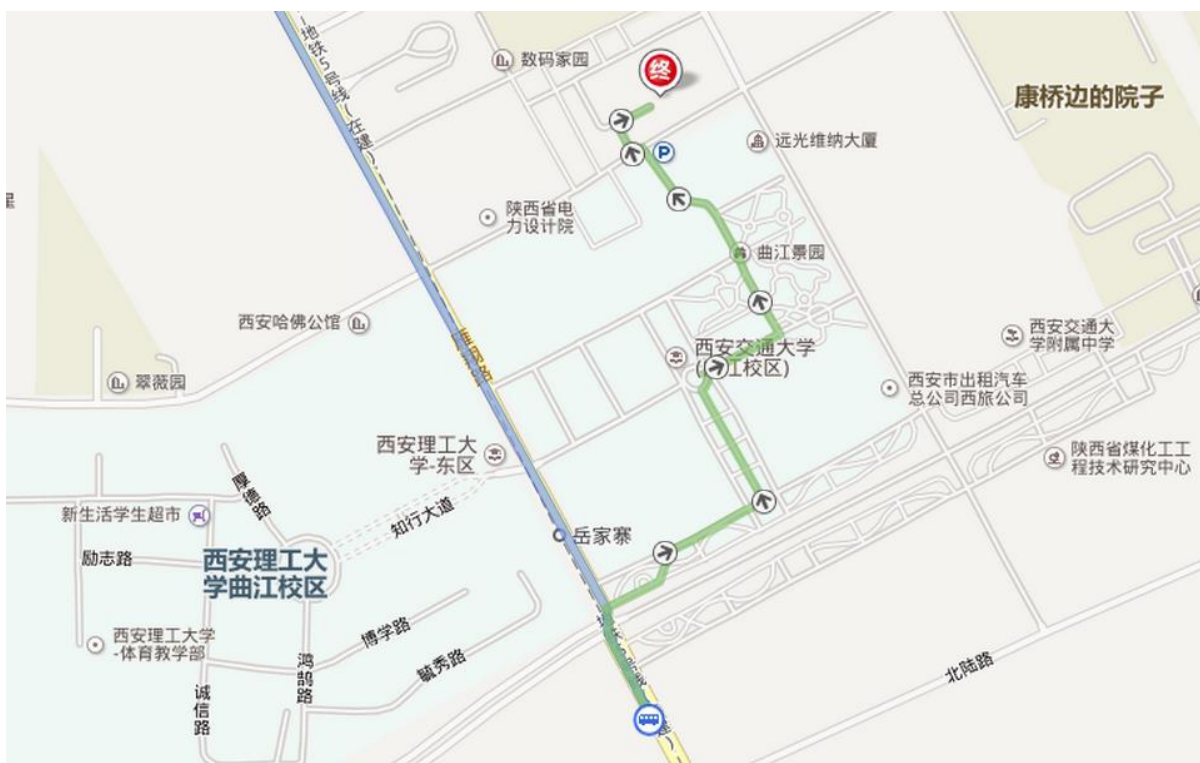 地铁5号线(在建)
数码家园
终
康桥边的院子
P
远光维纳大厦
陕西省电
力设计院
曲江景园
西安哈佛公馆
雁翔路
西安交通大学
江校区)
西安交通大
学附属中学
翠薇园
西安市出租汽车
总公司西旅公司
西安理工大
学-东区
陕西省煤化工工
程技术研究中心
厚德路
新生活学生超市
知行大道
岳家寨
励志路
西安理工大
学曲江校区
西安理工大学
-体育教学部
博学路
鸿鹄路
毓秀路
北陆路
诚信路
建)